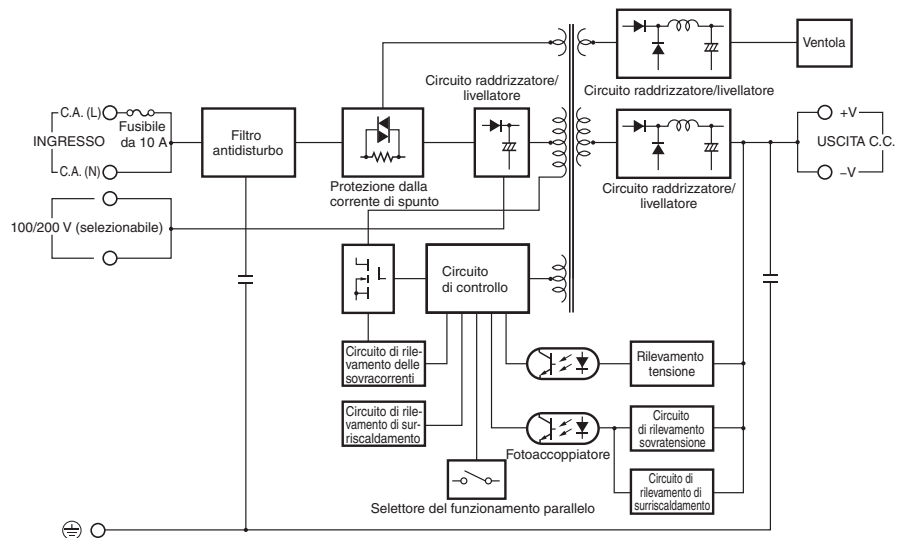 Ventola
Circuito raddrizzatore/livellatore
Circuito raddrizzatore/
livellatore
C.A. (L)
Fusibile
da 10 A
INGRESSO
C.A. (N)
Filtro
antidisturbo
Protezione dalla
corrente di spunto
Circuito raddrizzatore/
livellatore
+V
USCITA C.C.
–V
100/200 V (selezionabile)
Circuito
di controllo
Circuito di rile-
vamento delle
sovracorrenti
Rilevamento
tensione
Circuito di rile-
vamento di sur-
riscaldamento
Circuito
di rilevamento
sovratensione
Fotoaccoppiatore
Circuito di
rilevamento di
surriscaldamento
Selettore del funzionamento parallelo